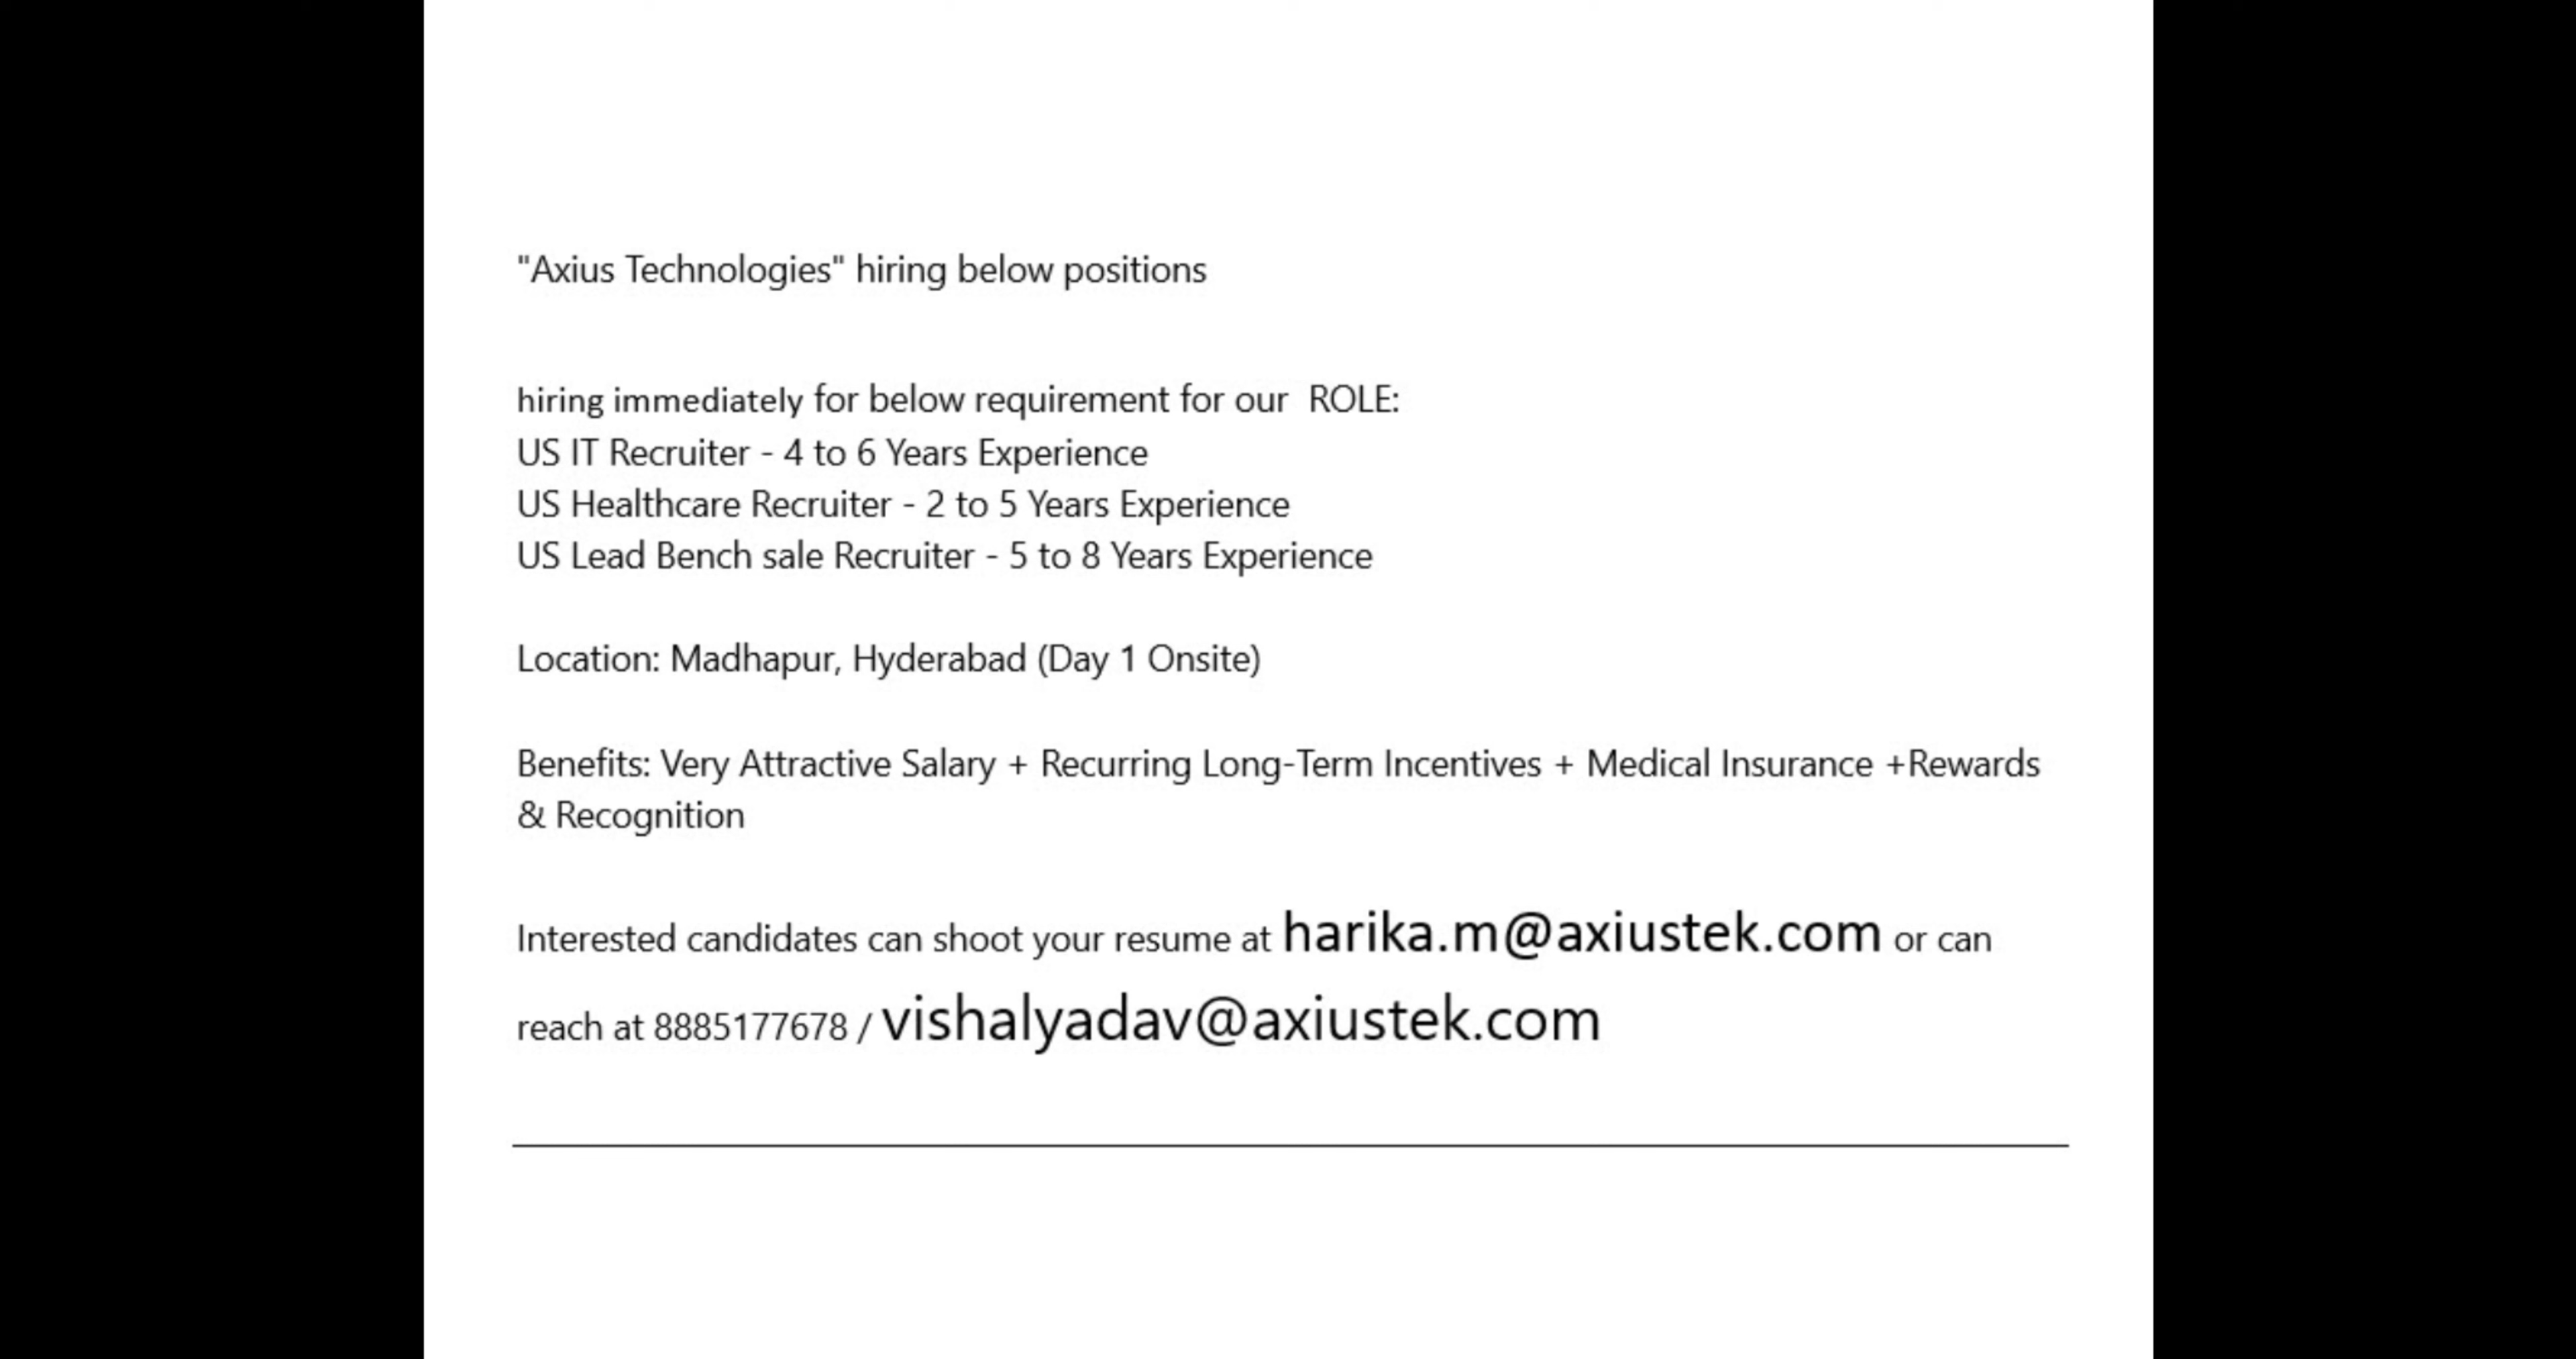 "Axius Technologies" hiring below positions
hiring immediately for below requirement for our  ROLE:
US IT Recruiter - 4 to 6 Years Experience
US Healthcare Recruiter - 2 to 5 Years Experience
US Lead Bench sale Recruiter - 5 to 8 Years Experience
Location: Madhapur, Hyderabad (Day 1 Onsite)
Benefits: Very Attractive Salary + Recurring Long-Term Incentives + Medical Insurance +Rewards
& Recognition
Interested candidates can shoot your resume at harika.m@axiustek.com or can
reach at 8885177678 / vishalyadav@axiustek.com